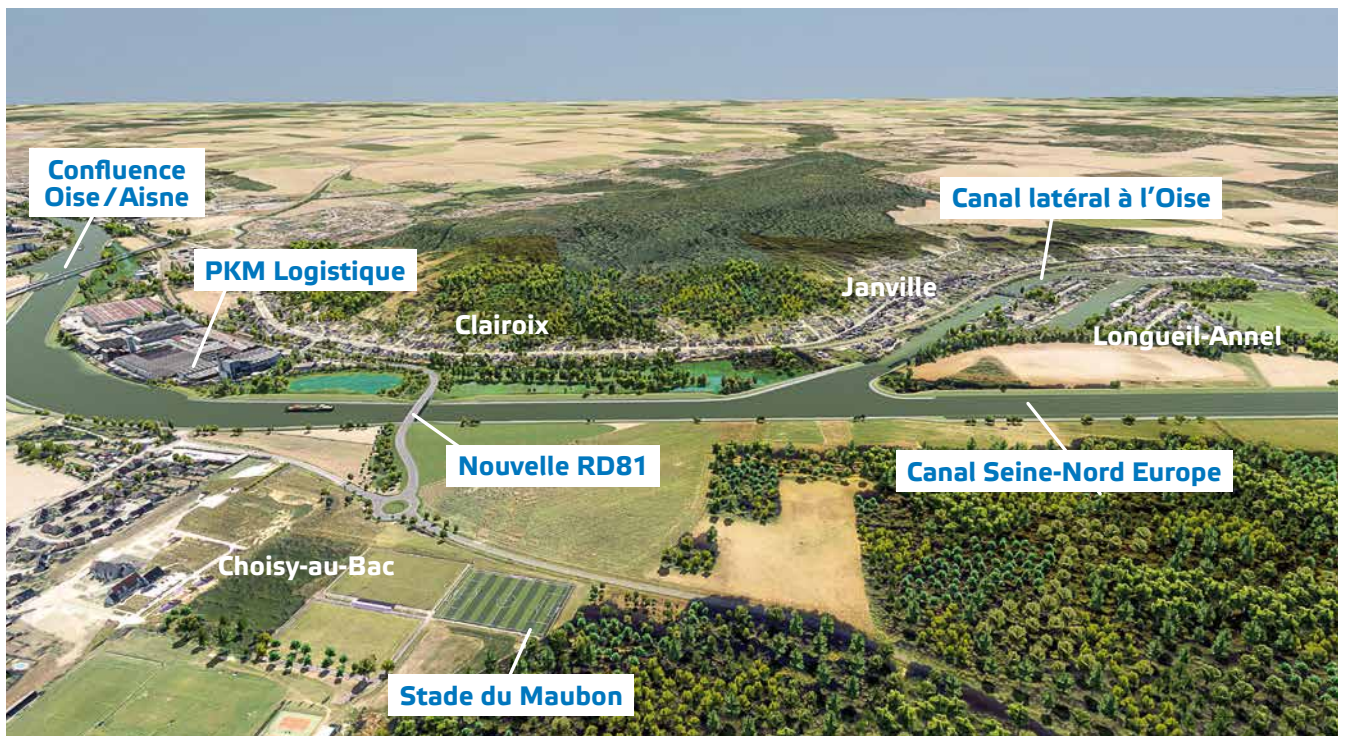 Confluence
Oise/Aisne
Canal latéral à l'Oise
PKM Logistique
Janville
Clairoix
Longueil-Annel
Nouvelle RD81
Canal Seine-Nord Europe
Choisy-au-Bac
Stade du Maubon